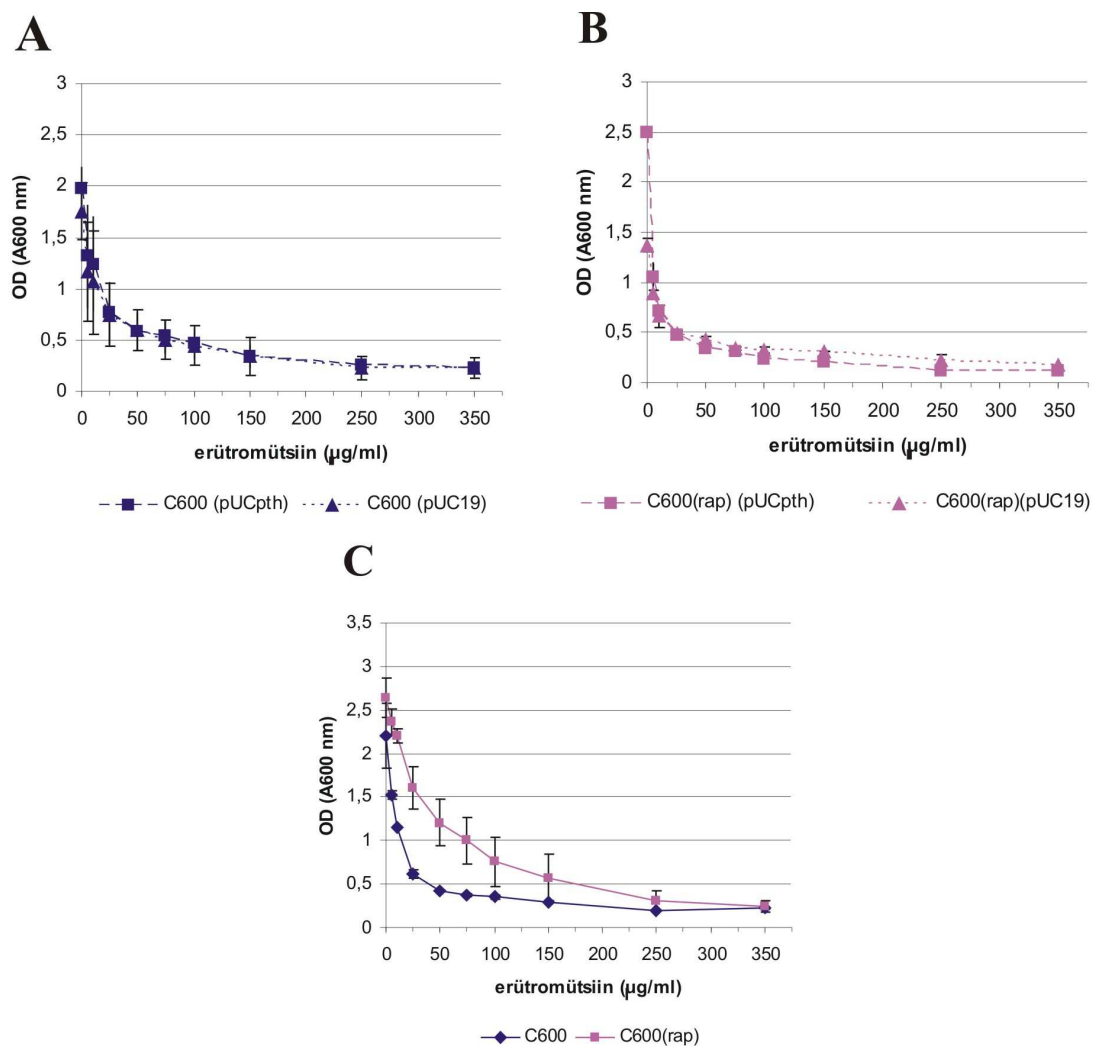 A
3
2,5
2
1,5
1
0,5
0
OD (A600 nm)
0 50 100 150 200 250 300 350
erütromütsiin (µg/ml)
C600 (pUCpth) C600 (pUC19)
B
3
2,5
2
1,5
1
0,5
0
OD (A600 nm)
0 50 100 150 200 250 300 350
erütromütsiin (µg/ml)
C600(rap) (pUCpth) C600(rap)(pUC19)
C
3,5
3
2,5
2
1,5
1
0,5
0
OD (A600 nm)
0 50 100 150 200 250 300 350
erütromütsiin (µg/ml)
C600 C600(rap)